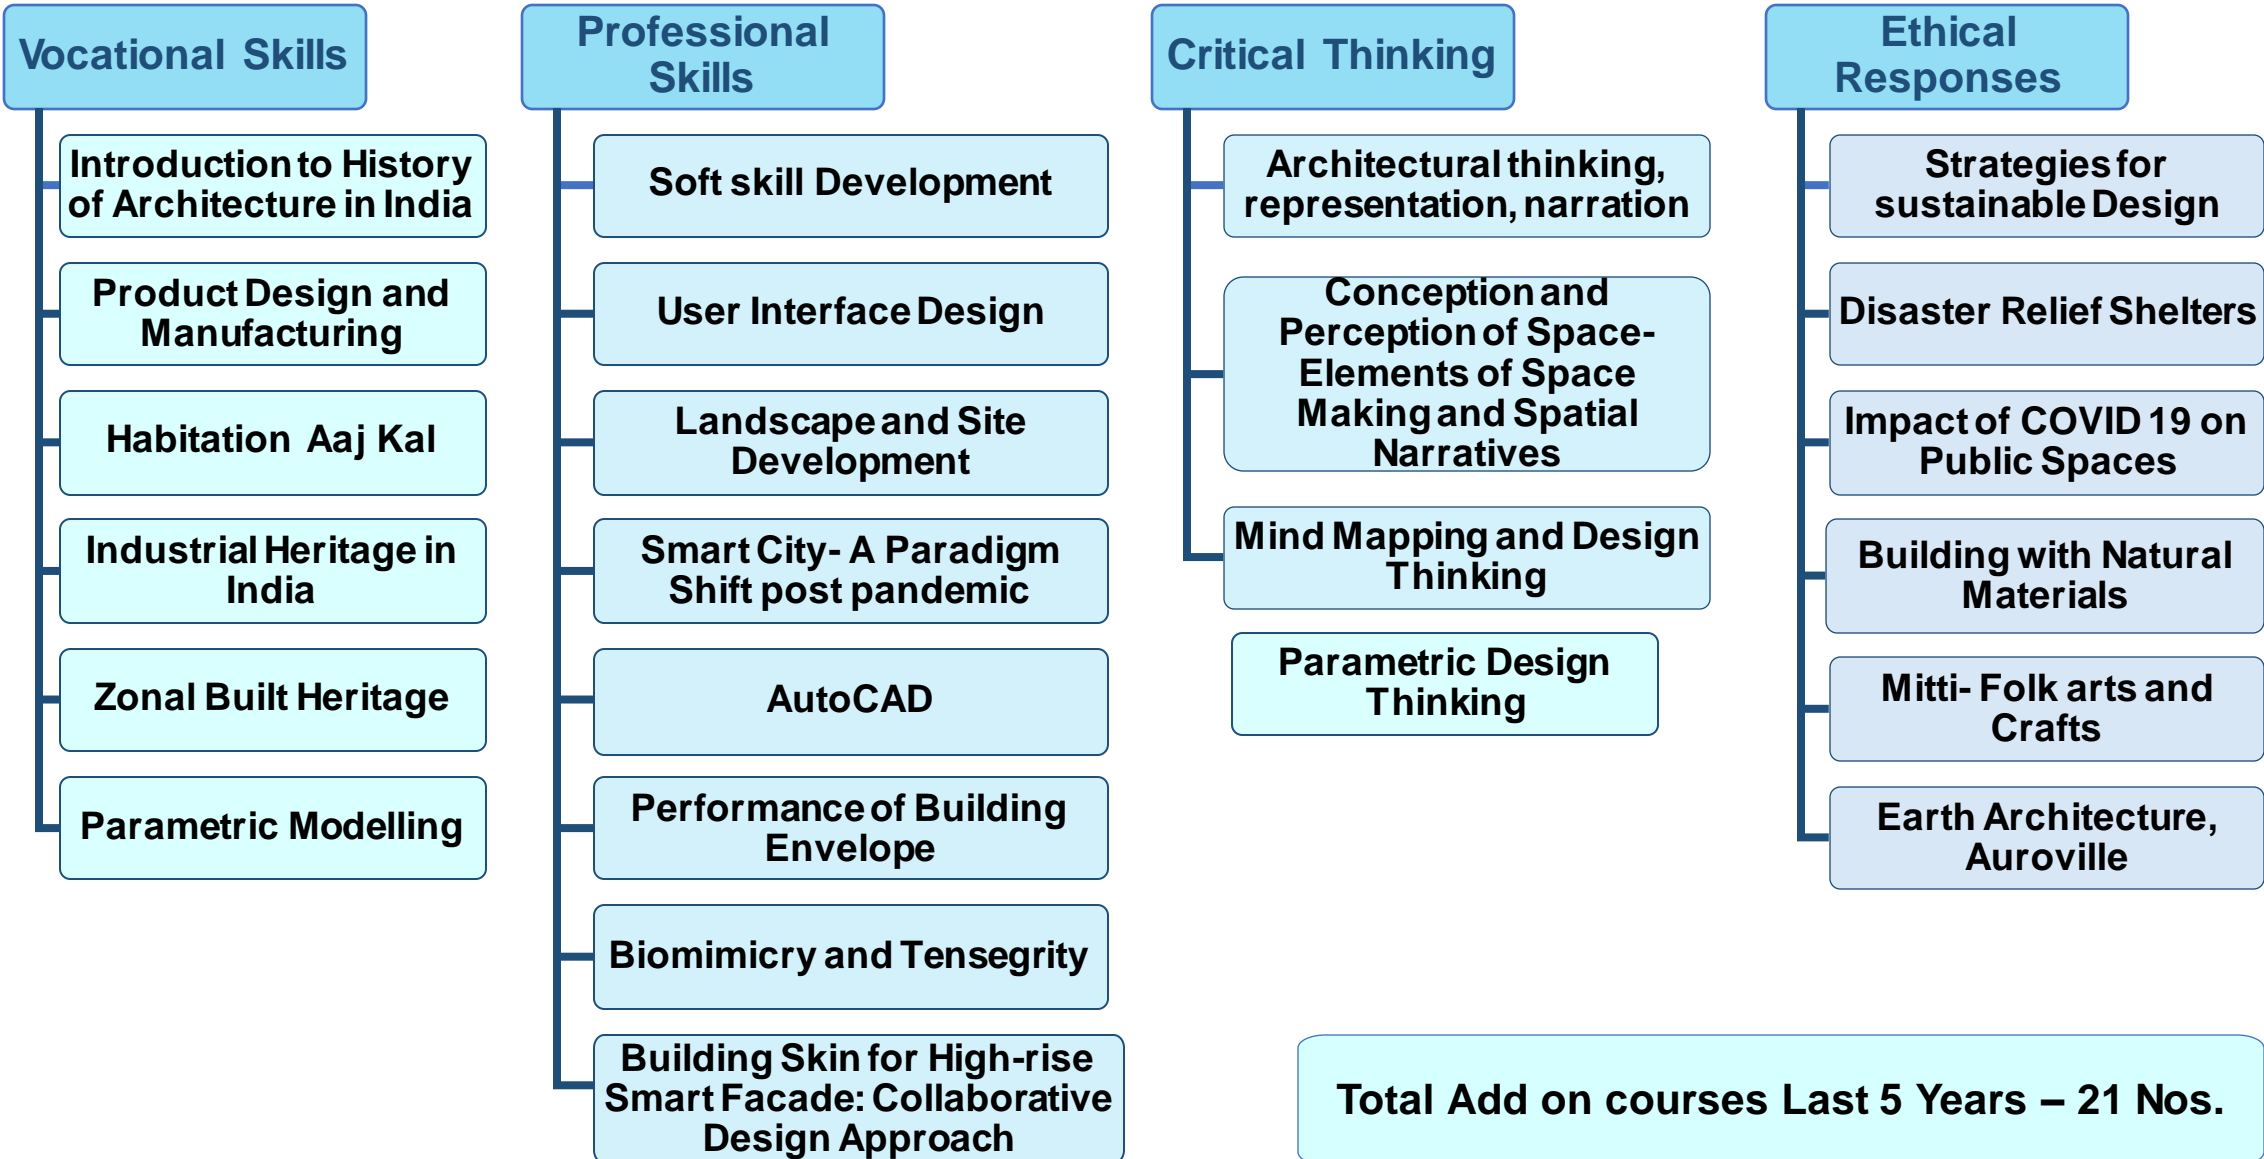 Vocational Skills
Introduction to History
of Architecture in India
Product Design and
Manufacturing
Habitation Aaj Kal
Industrial Heritage in
India
Zonal Built Heritage
Parametric Modelling
Professional
Skills
Soft skill Development
User Interface Design
Landscape and Site
Development
Smart City- A Paradigm
Shift post pandemic
AutoCAD
Performance of Building
Envelope
Biomimicry and Tensegrity
Building Skin for High-rise
Smart Facade: Collaborative
Design Approach
Critical Thinking
Architectural thinking,
representation, narration
Conception and
Perception of Space-
Elements of Space
Making and Spatial
Narratives
Mind Mapping and Design
Thinking
Parametric Design
Thinking
Ethical
Responses
Strategies for
sustainable Design
Disaster Relief Shelters
Impact of COVID 19 on
Public Spaces
Building with Natural
Materials
Mitti- Folk arts and
Crafts
Earth Architecture,
Auroville
Total Add on courses Last 5 Years – 21 Nos.